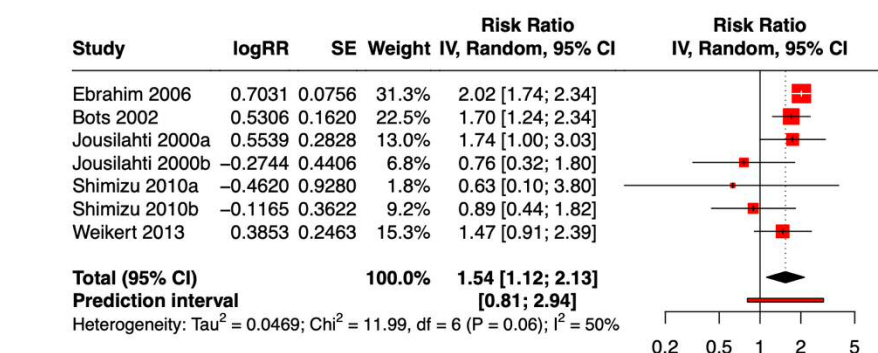 Risk Ratio Risk Ratio
Study logRR SE Weight IV, Random, 95% CI IV, Random, 95% CI
Ebrahim 2006 0.7031 0.0756 31.3% 2.02 [1.74; 2.34]
Bots 2002 0.5306 0.1620 22.5% 1.70 [1.24; 2.34]
Jousilahti 2000a 0.5539 0.2828 13.0% 1.74 [1.00; 3.03]
Jousilahti 2000b −0.2744 0.4406 6.8% 0.76 [0.32; 1.80]
Shimizu 2010a −0.4620 0.9280 1.8% 0.63 [0.10; 3.80]
Shimizu 2010b −0.1165 0.3622 9.2% 0.89 [0.44; 1.82]
Weikert 2013 0.3853 0.2463 15.3% 1.47 [0.91; 2.39]
Total (95% CI) 100.0% 1.54 [1.12; 2.13]
Prediction interval [0.81; 2.94]
Heterogeneity: Tau² = 0.0469; Chi² = 11.99, df = 6 (P = 0.06); I² = 50%
0.2 0.5 1 2 5